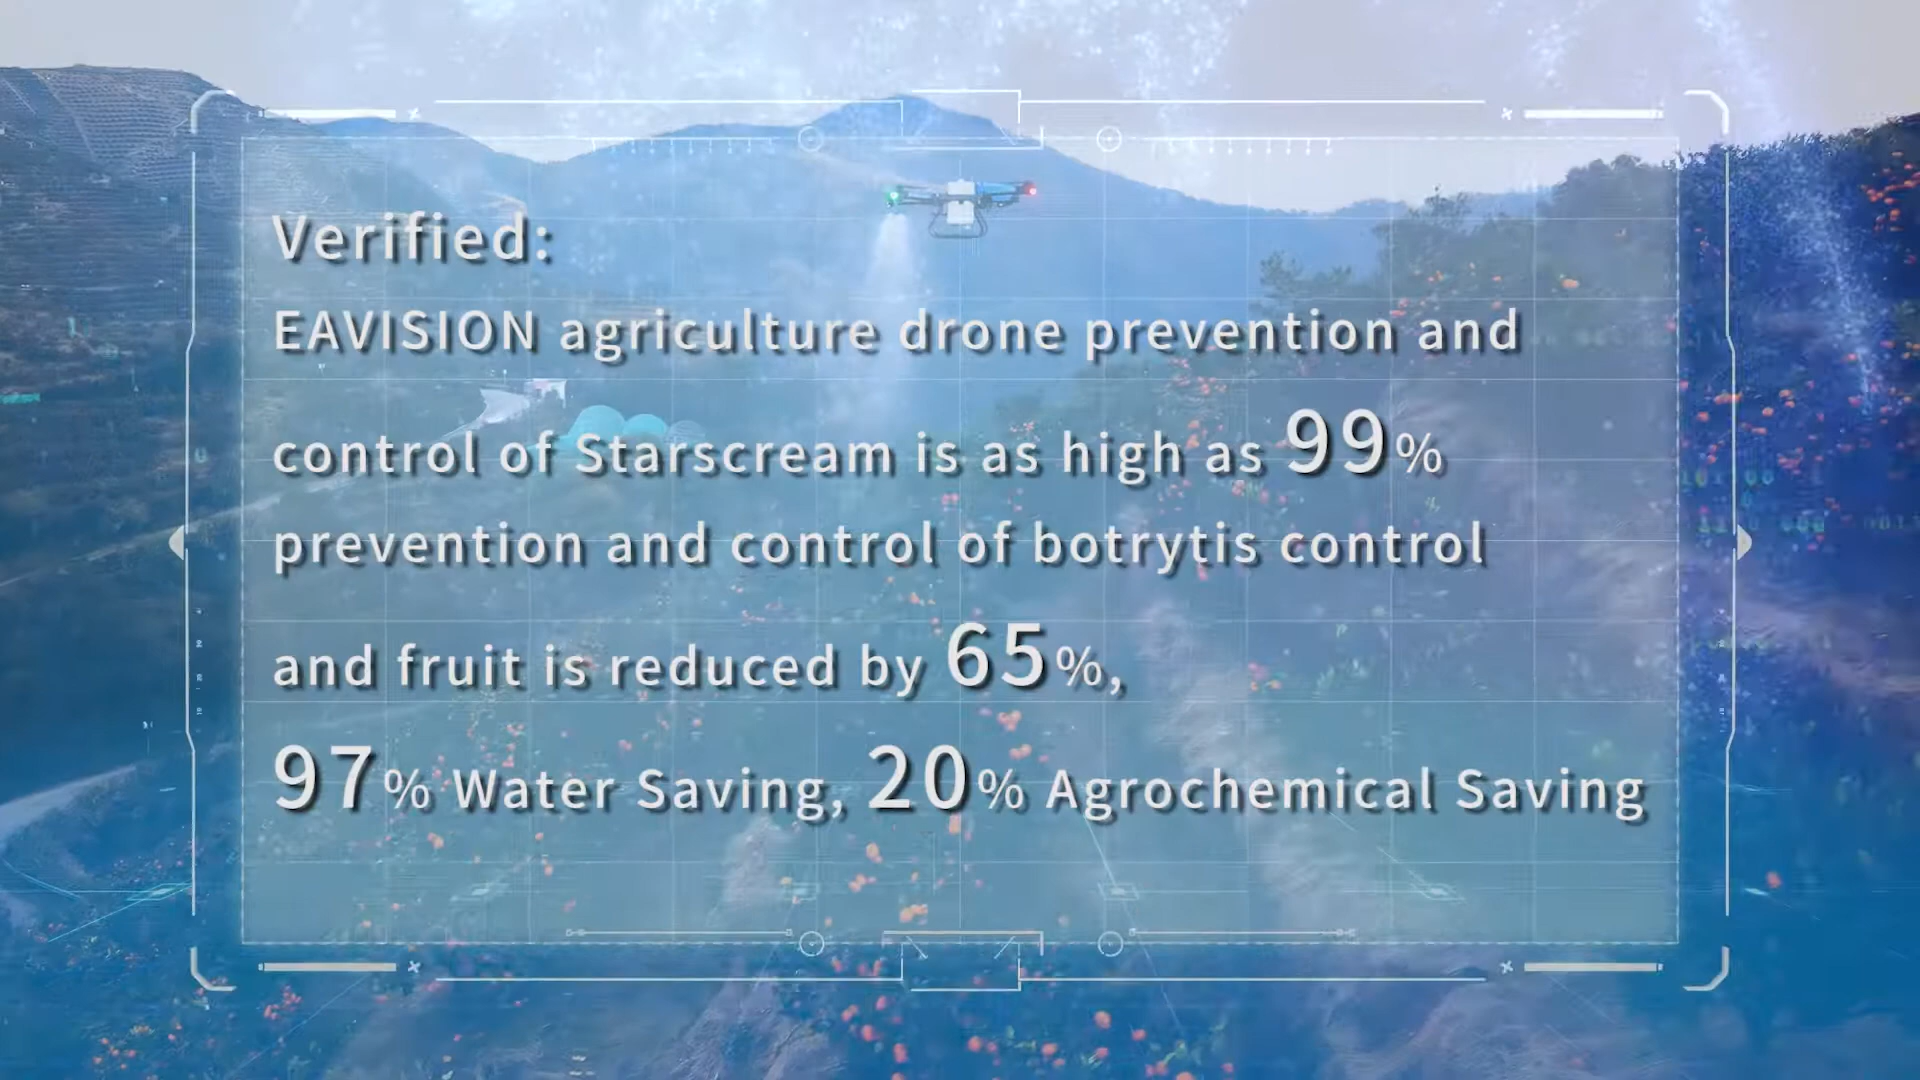 Verified:
EAVISION agriculture drone prevention and
control of Starscream is as high as 99%
prevention and control of botrytis control
and fruit is reduced by 65%,
97% Water Saving, 20% Agrochemical Saving